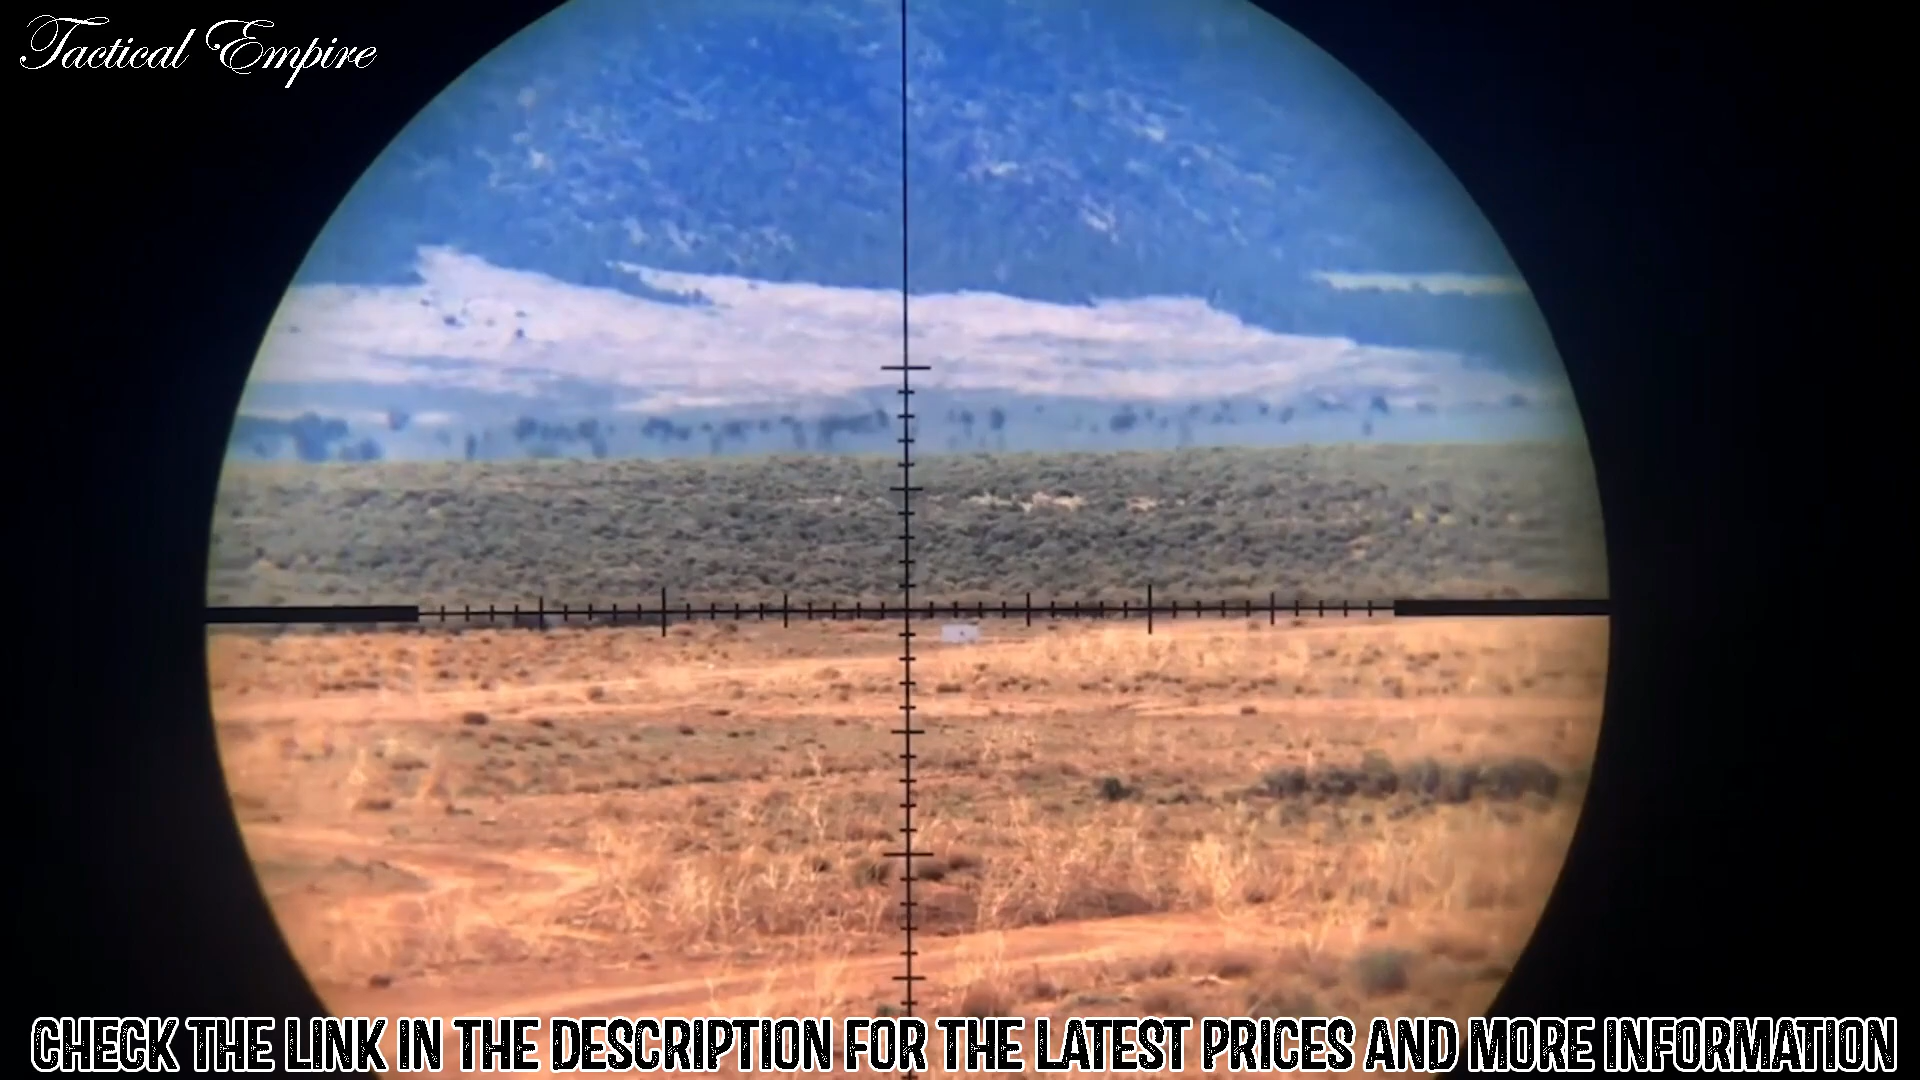 Tactical Empire
CHECK THE LINK IN THE DESCRIPTION FOR THE LATEST PRICES AND MORE INFORMATION